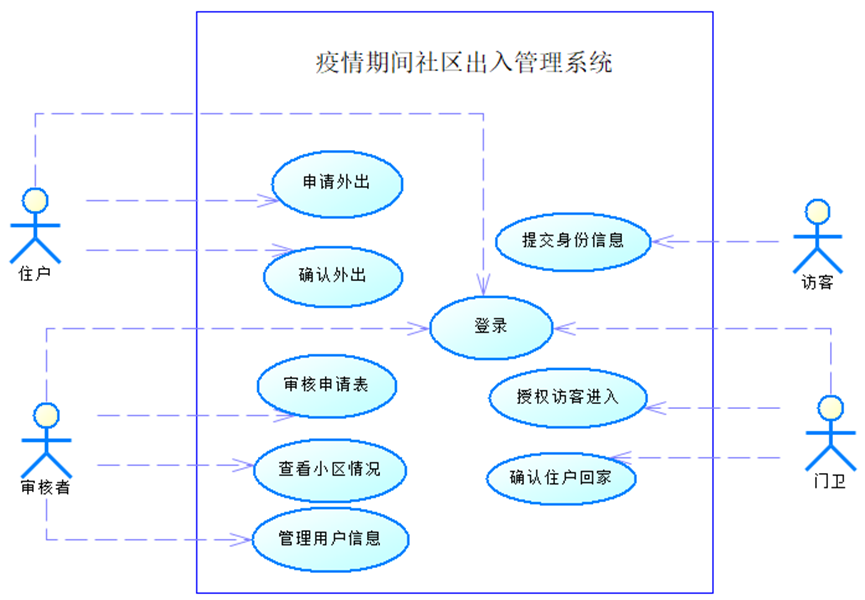 疫情期间社区出入管理系统
申请外出
提交身份信息
住户
确认外出
访客
登录
审核申请表
授权访客进入
审核者
查看小区情况
确认住户回家
门卫
管理用户信息